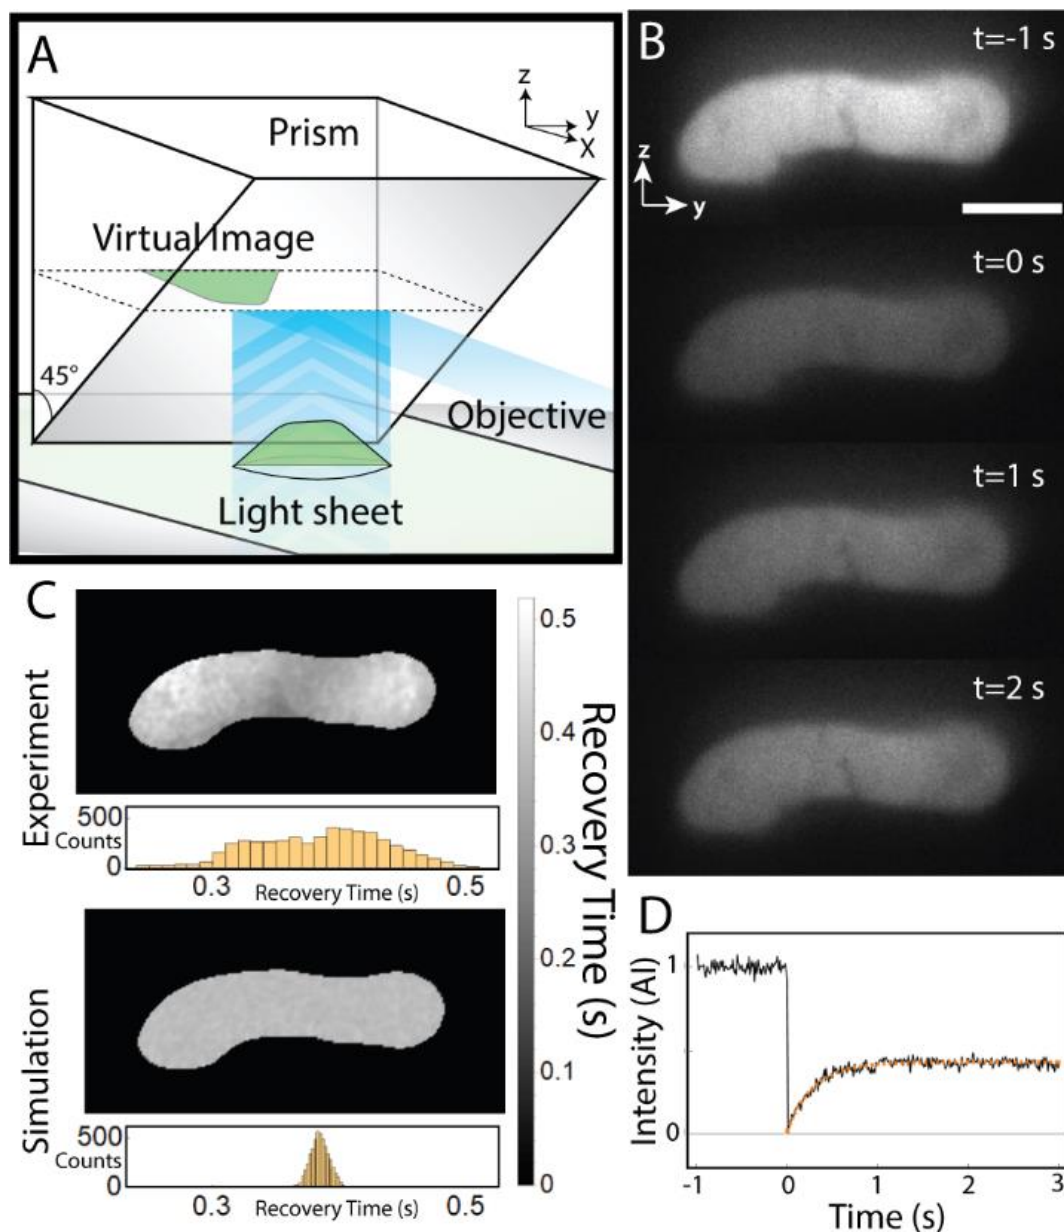 A
z
y
x
Prism
Virtual Image
45°
Objective
Light sheet
B
t=-1 s
z
y
t=0 s
t=1 s
t=2 s
C
Experiment
500
Counts
0
0.3
0.5
Recovery Time (s)
Simulation
500
Counts
0
0.3
0.5
Recovery Time (s)
0.5
0.4
0.3
0.2
0.1
0
Recovery Time (s)
D
Intensity (AI)
1
0
-1
0
1
2
3
Time (s)